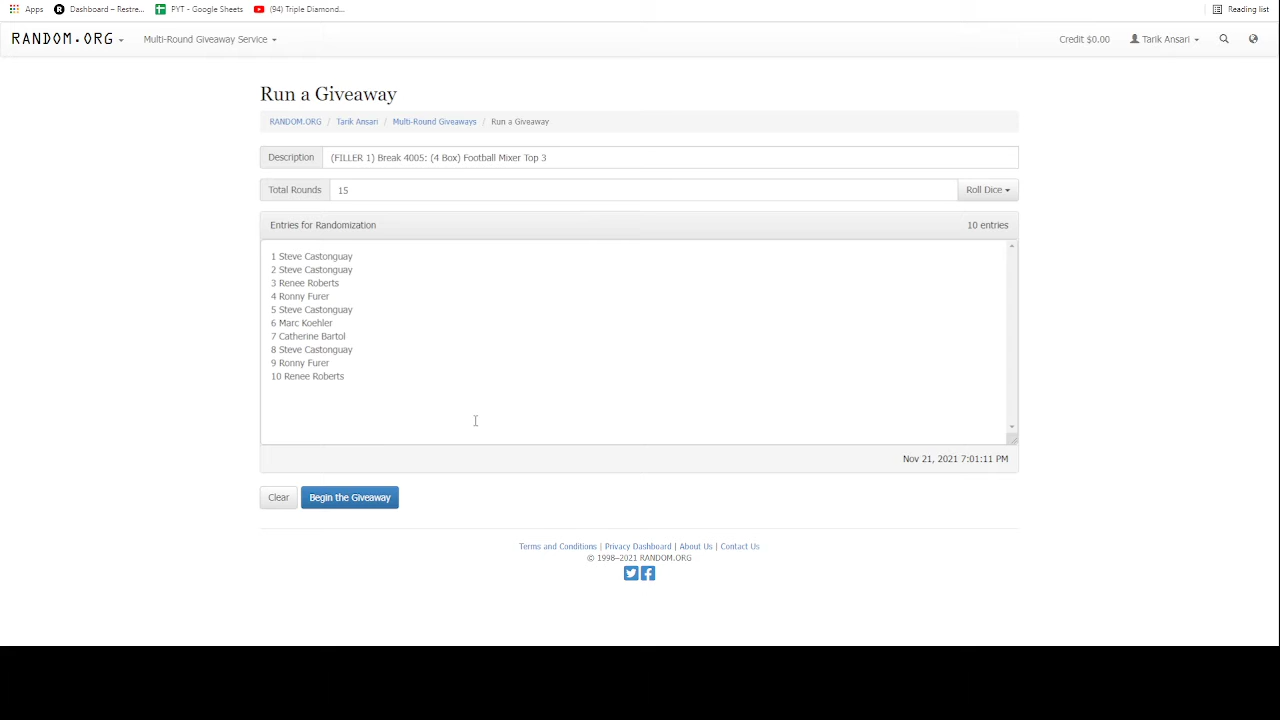 Apps Dashboard – Restre... PYT - Google Sheets (94) Triple Diamond... Reading list
RANDOM.ORG Multi-Round Giveaway Service Credit $0.00 Tarik Ansari
Run a Giveaway
RANDOM.ORG / Tarik Ansari / Multi-Round Giveaways / Run a Giveaway
Description (FILLER 1) Break 4005: (4 Box) Football Mixer Top 3
Total Rounds 15 Roll Dice
Entries for Randomization 10 entries
1 Steve Castonguay
2 Steve Castonguay
3 Renee Roberts
4 Ronny Furer
5 Steve Castonguay
6 Marc Koehler
7 Catherine Bartol
8 Steve Castonguay
9 Ronny Furer
10 Renee Roberts
Nov 21, 2021 7:01:11 PM
Clear Begin the Giveaway
Terms and Conditions | Privacy Dashboard | About Us | Contact Us
© 1998–2021 RANDOM.ORG